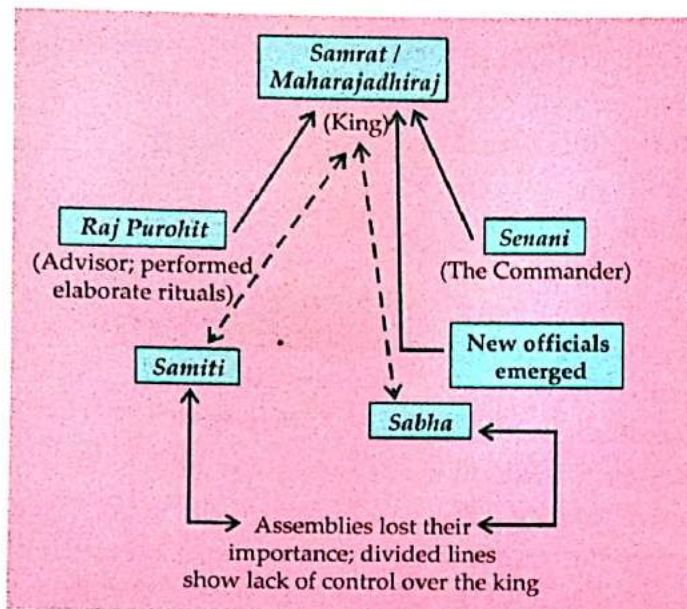 Samrat /
Maharajadhiraj
(King)
Raj Purohit
(Advisor; performed
elaborate rituals)
Senani
(The Commander)
Samiti
New officials
emerged
Sabha
Assemblies lost their
importance; divided lines
show lack of control over the king